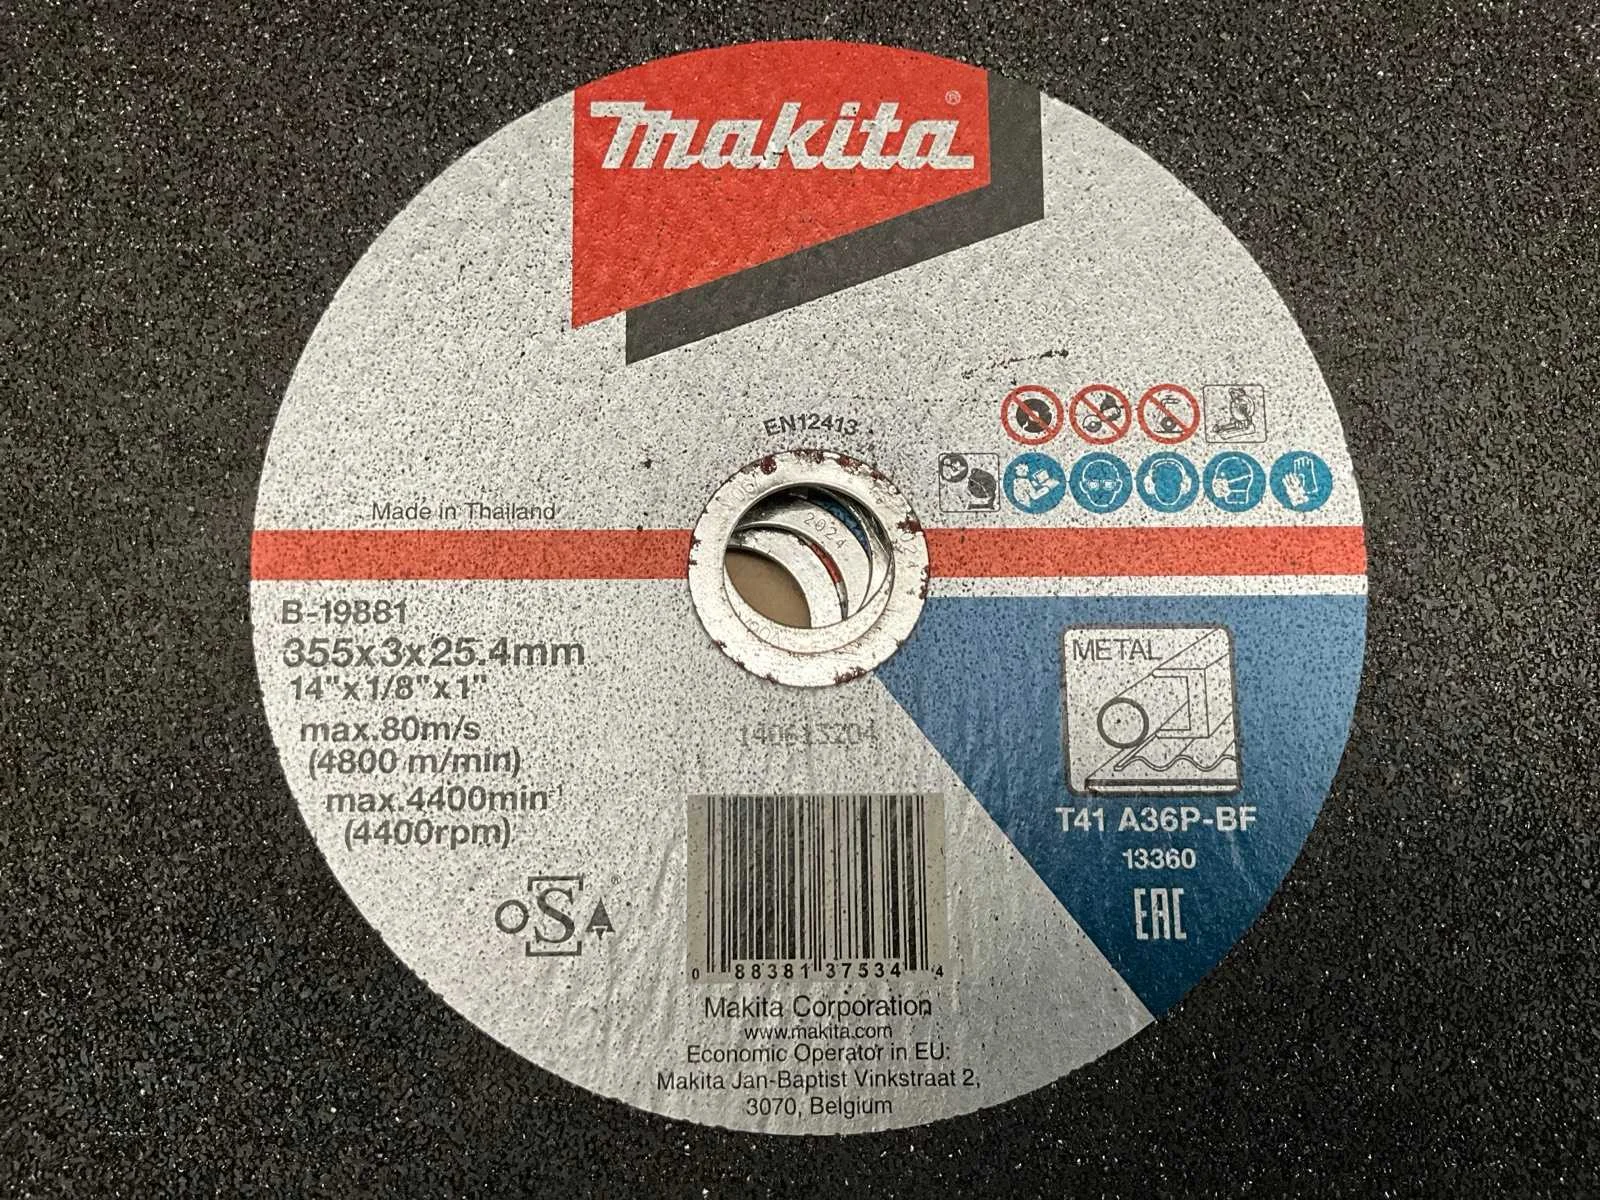 makita®
EN12413
Made in Thailand
2024
B-19881
355x3x25.4mm
14"x1/8"x1"
max.80m/s
(4800 m/min)
max.4400min⁻¹
(4400rpm)
METAL
T41 A36P-BF
13360
EAC
oSa®
0 88381 37534 4
Makita Corporation
www.makita.com
Economic Operator in EU:
Makita Jan-Baptist Vinkstraat 2,
3070, Belgium